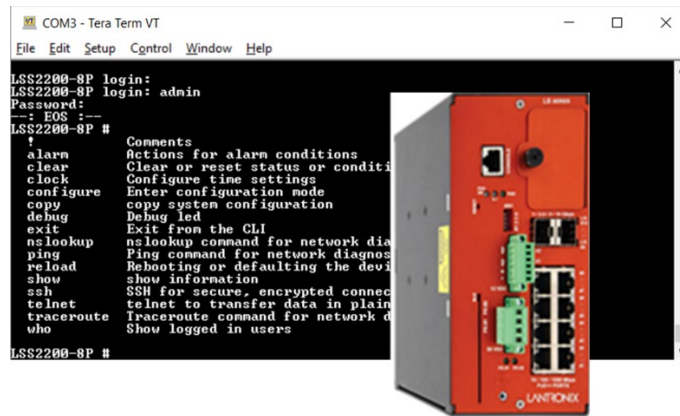 COM3 - Tera Term VT
File Edit Setup Control Window Help
LSS2200-8P login:
LSS2200-8P login: admin
Password:
--: EOS :--
LSS2200-8P #
! Comments
alarm Actions for alarm conditions
clear Clear or reset status or conditi
clock Configure time settings
configure Enter configuration mode
copy copy system configuration
debug Debug led
exit Exit from the CLI
nslookup nslookup command for network dia
ping Ping command for network diagnos
reload Rebooting or defaulting the devi
show show information
ssh SSH for secure, encrypted connec
telnet telnet to transfer data in plain
traceroute Traceroute command for network d
who Show logged in users
LSS2200-8P #
LANTRONIX